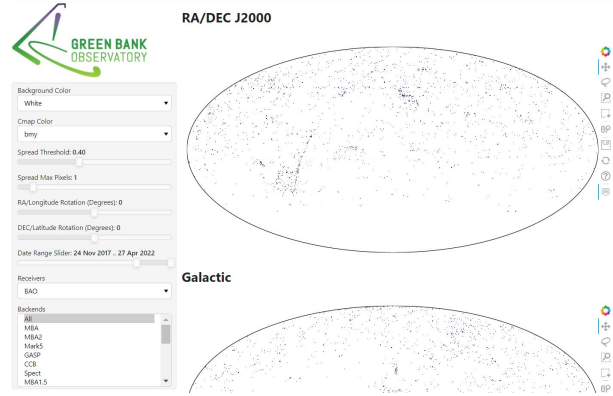 GREEN BANK
OBSERVATORY
Background Color
White
Cmap Color
bmy
Spread Threshold: 0.40
Spread Max Pixels: 1
RA/Longitude Rotation (Degrees): 0
DEC/Latitude Rotation (Degrees): 0
Date Range Slider: 24 Nov 2017 .. 27 Apr 2022
Receivers
BAO
Backends
All
MBA
MBA2
Mark5
GASP
CCB
Spect
MBA1.5
RA/DEC J2000
Galactic